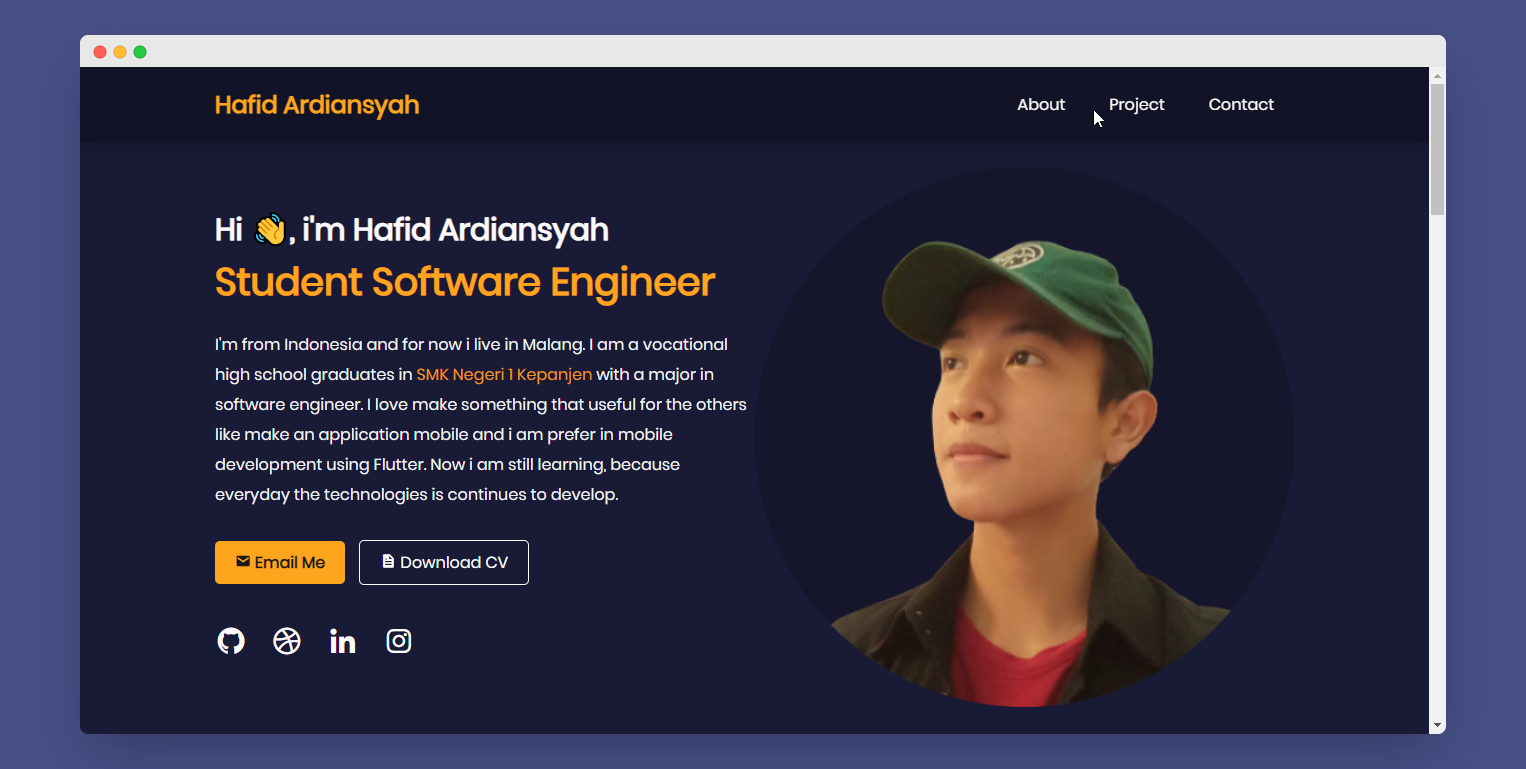 Hafid Ardiansyah
About Project Contact
Hi 👋, i'm Hafid Ardiansyah
Student Software Engineer
I'm from Indonesia and for now i live in Malang. I am a vocational
high school graduates in SMK Negeri 1 Kepanjen with a major in
software engineer. I love make something that useful for the others
like make an application mobile and i am prefer in mobile
development using Flutter. Now i am still learning, because
everyday the technologies is continues to develop.
Email Me Download CV